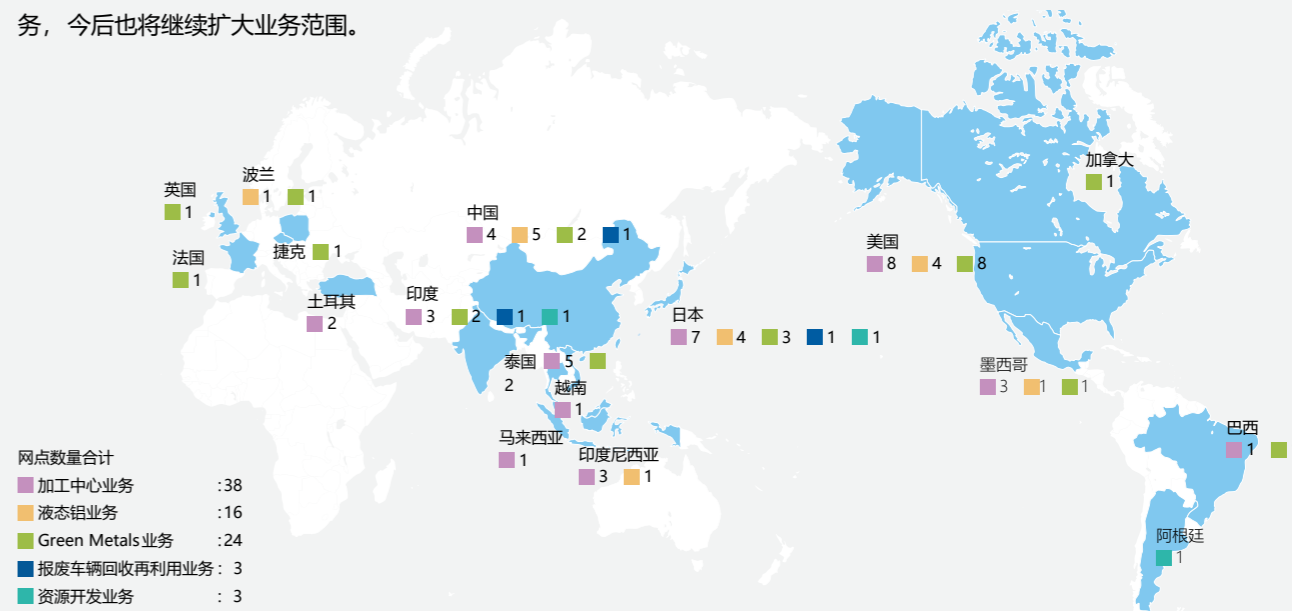 务，今后也将继续扩大业务范围。
加拿大
1
波兰
1 1
英国
1
中国
4 5 2 1
美国
8 4 8
捷克 1
法国
1
印度
3 2 1 1
土耳其
2
日本
7 4 3 1 1
泰国 5
2
墨西哥
3 1 1
越南
1
马来西亚
1
印度尼西亚
3 1
巴西
1
网点数量合计
加工中心业务 :38
液态铝业务 :16
Green Metals业务 :24
报废车辆回收再利用业务 : 3
资源开发业务 : 3
阿根廷
1